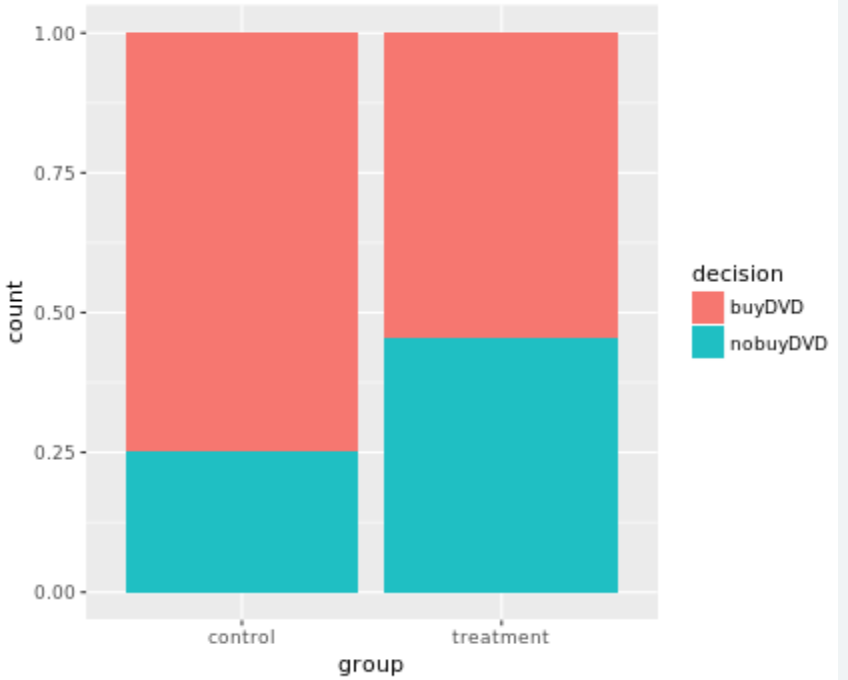 1.00
0.75
0.50
0.25
0.00
count
control
treatment
group
decision
buyDVD
nobuyDVD